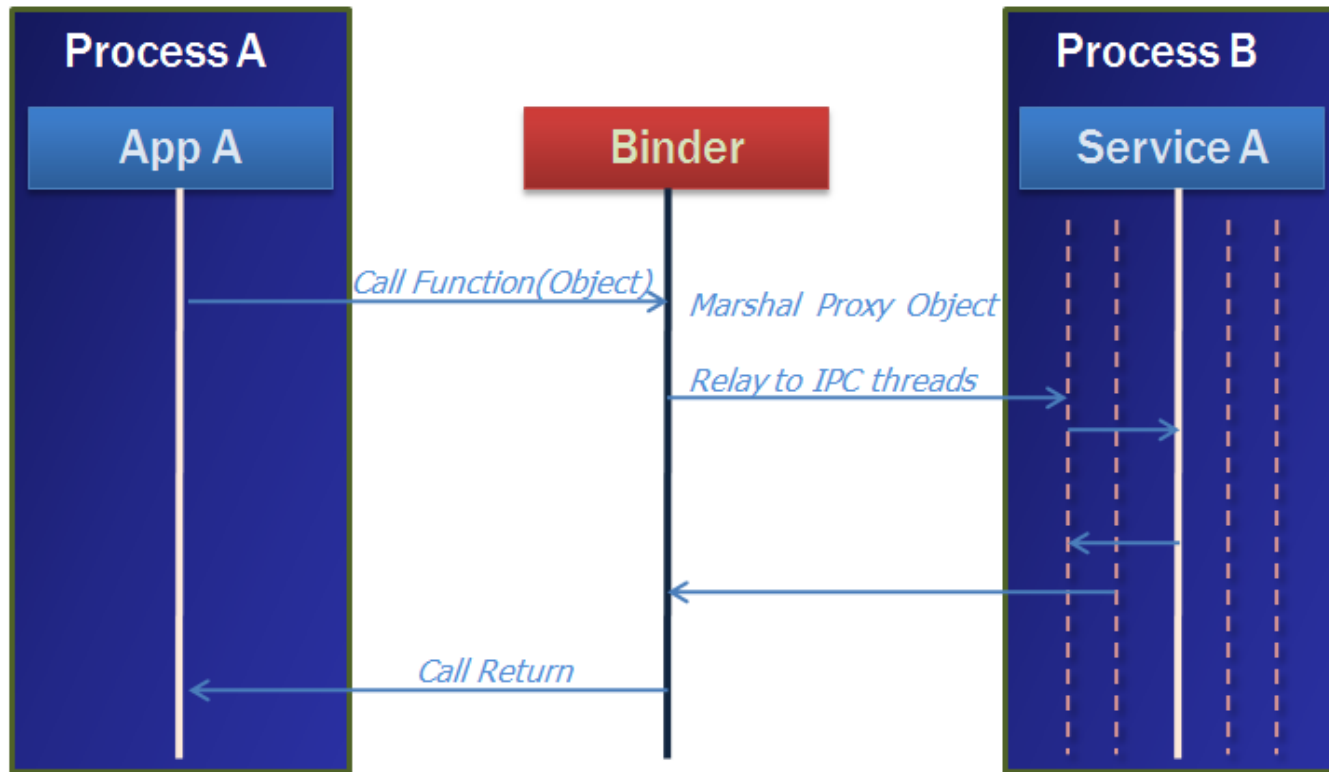 Process A
Process B
App A
Binder
Service A
Call Function(Object)
Marshal Proxy Object
Relay to IPC threads
Call Return